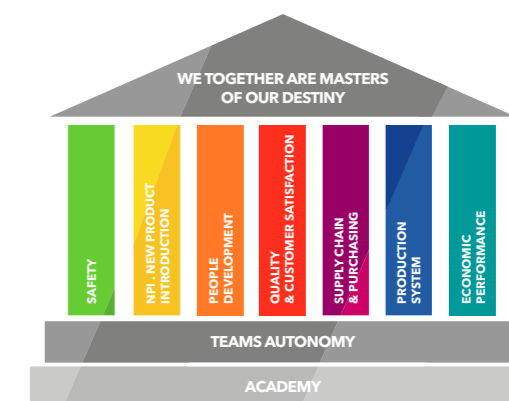 WE TOGETHER ARE MASTERS
OF OUR DESTINY
SAFETY
NPI - NEW PRODUCT
INTRODUCTION
PEOPLE
DEVELOPMENT
QUALITY
& CUSTOMER SATISFACTION
SUPPLY CHAIN
& PURCHASING
PRODUCTION
SYSTEM
ECONOMIC
PERFORMANCE
TEAMS AUTONOMY
ACADEMY